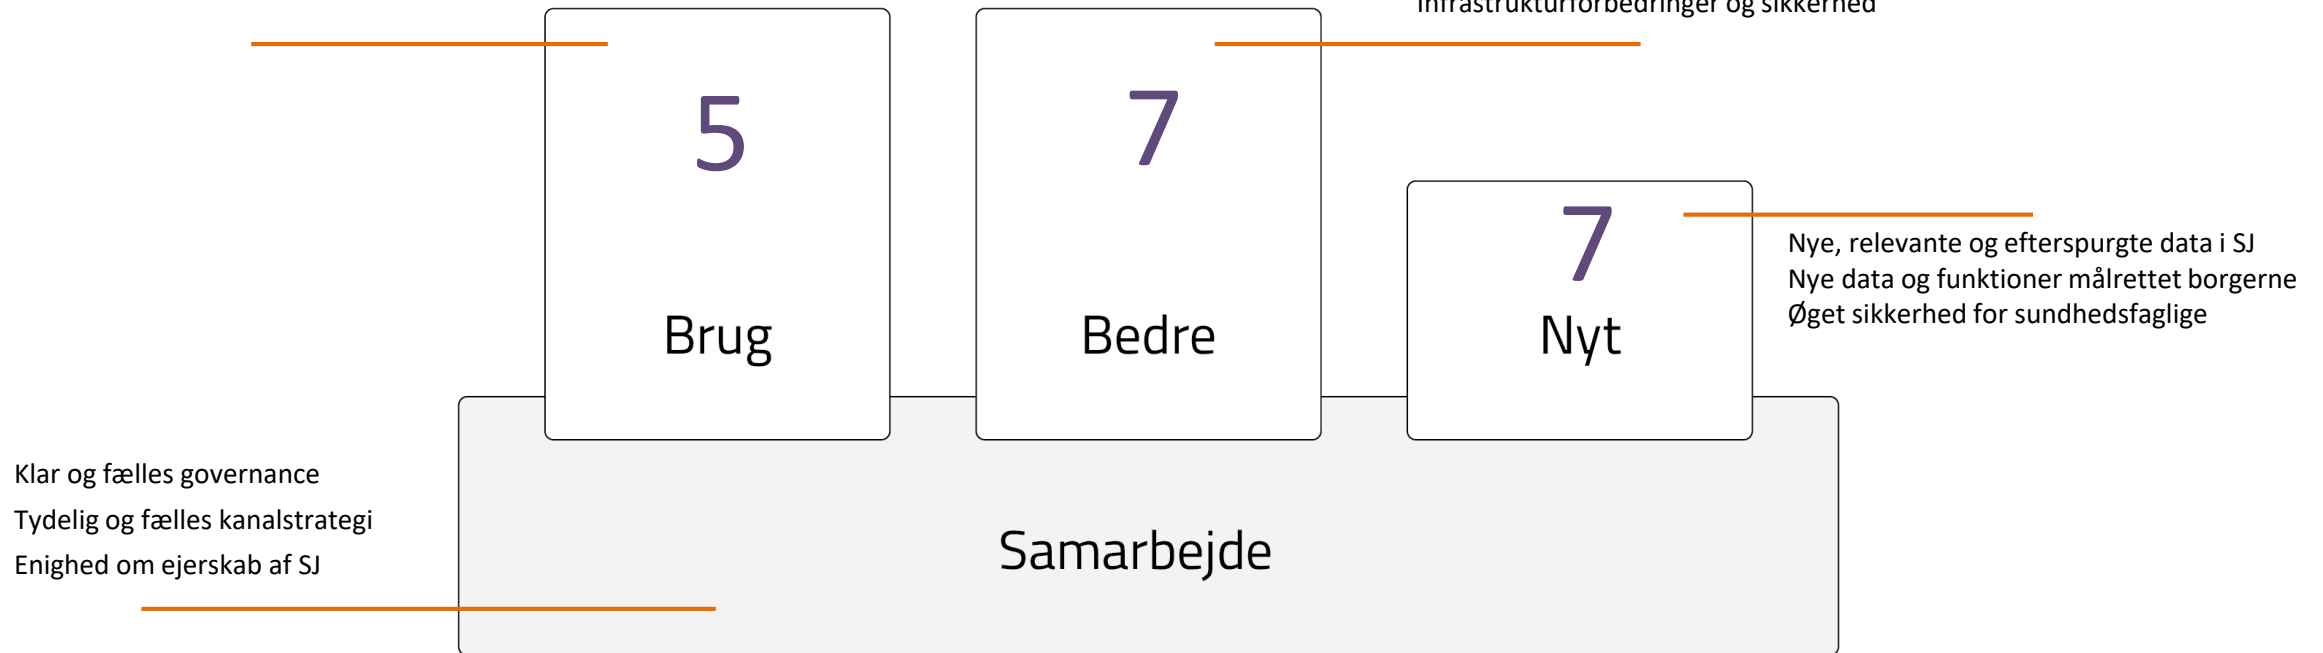 Infrastrukturforbedringer og sikkerhed
5
7
7
Brug
Bedre
Nyt
Nye, relevante og efterspurgte data i SJ
Nye data og funktioner målrettet borgerne
Øget sikkerhed for sundhedsfaglige
Klar og fælles governance
Tydelig og fælles kanalstrategi
Enighed om ejerskab af SJ
Samarbejde